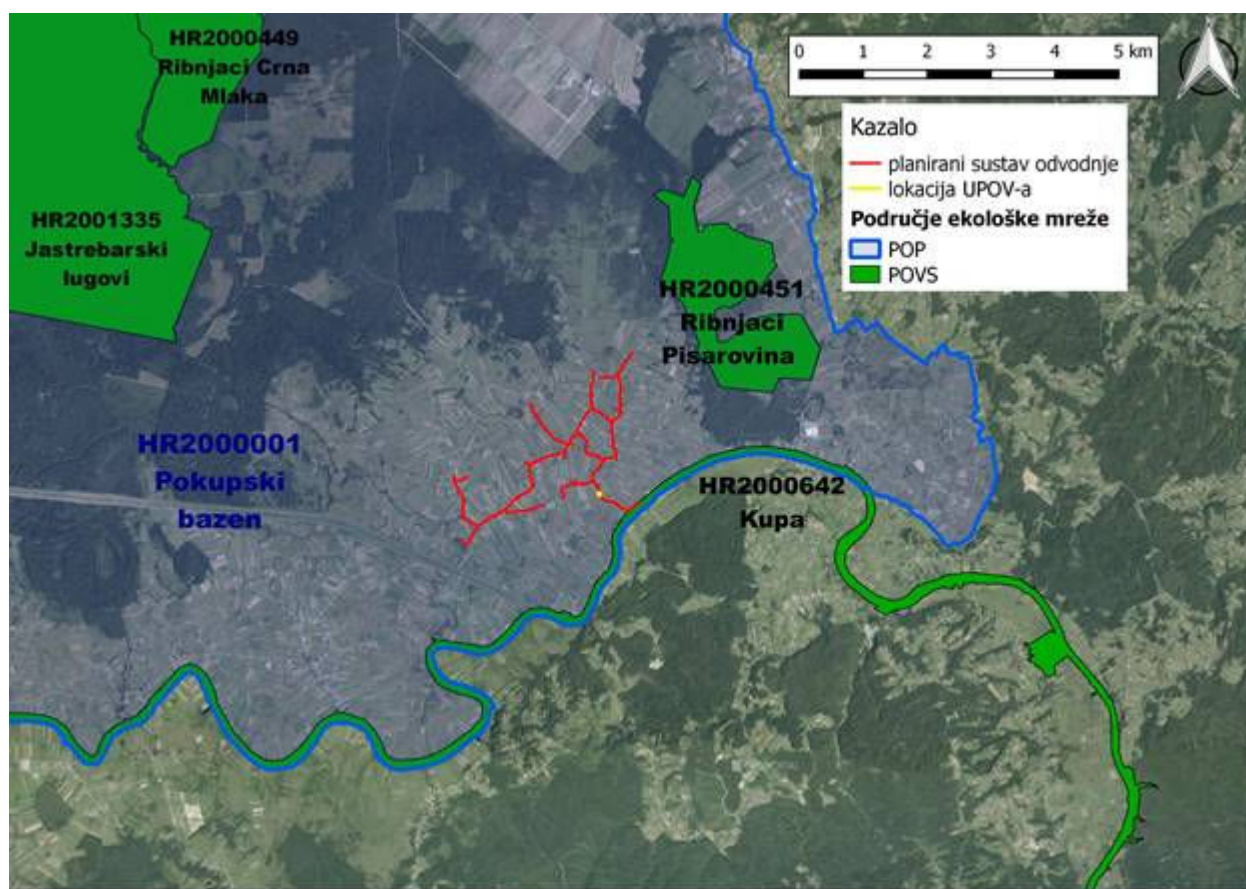 HR2000449
Ribnjaci Crna
Mlaka
0 1 2 3 4 5 km
Kazalo
planirani sustav odvodnje
lokacija UPOV-a
Područje ekološke mreže
POP
POVS
HR2001335
Jastrebarski
lugovi
HR2000451
Ribnjaci
Pisarovina
HR2000001
Pokupski
bazen
HR2000642
Kupa